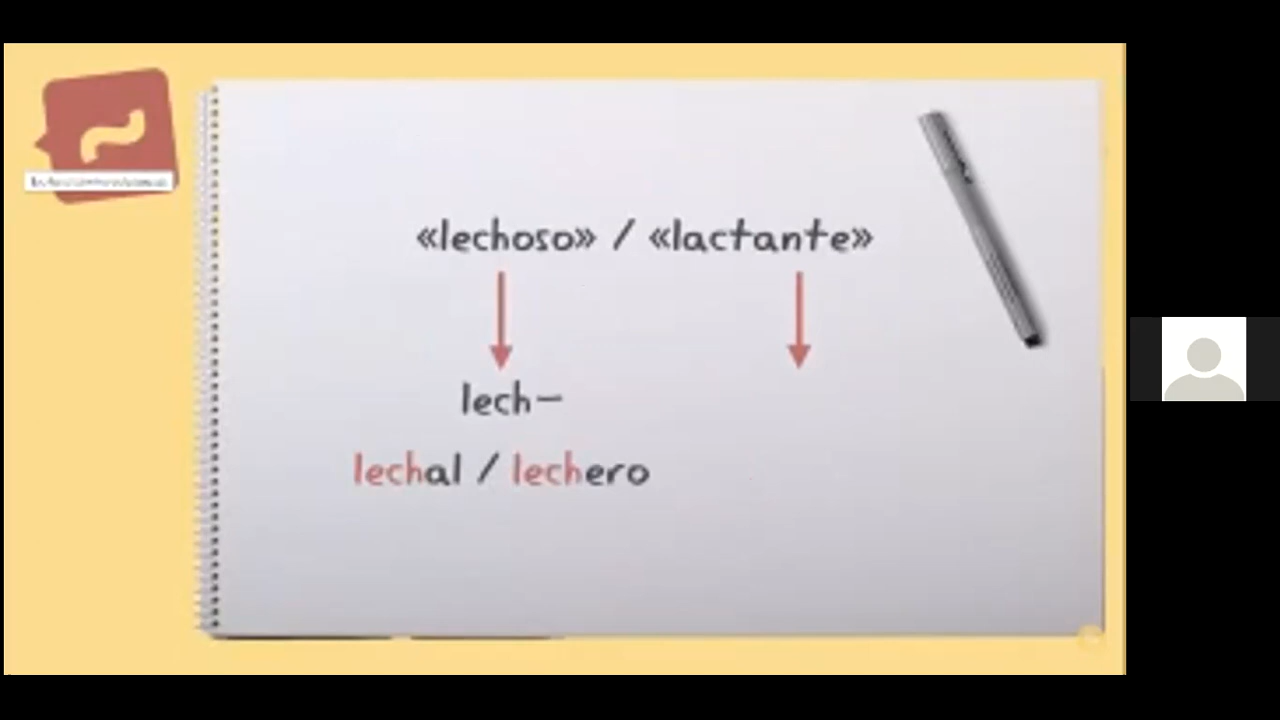 «lechoso» / «lactante»
lech–
lechal / lechero